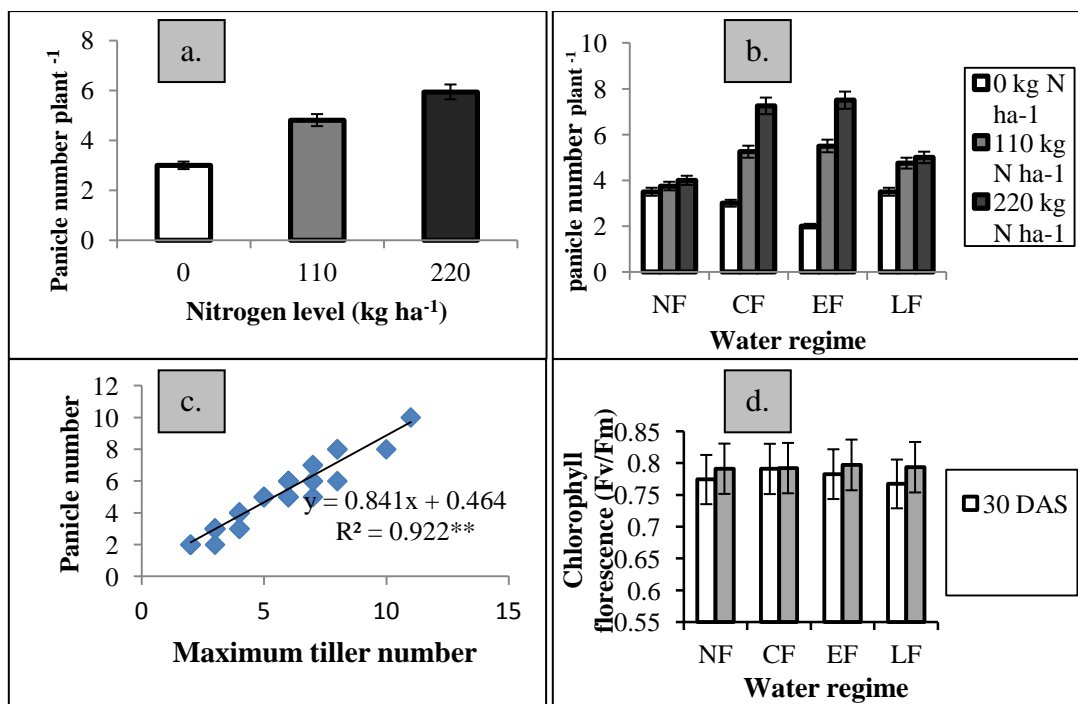 a.
Panicle number plant -1
8
6
4
2
0
0 110 220
Nitrogen level (kg ha-1)
b.
panicle number plant-1
10
8
6
4
2
0
NF CF EF LF
Water regime
0 kg N
ha-1
110 kg
N ha-1
220 kg
N ha-1
c.
Panicle number
12
10
8
6
4
2
0
y = 0.841x + 0.464
R² = 0.922**
0 5 10 15
Maximum tiller number
d.
Chlorophyll
florescence (Fv/Fm)
0.85
0.8
0.75
0.7
0.65
0.6
0.55
NF CF EF LF
Water regime
30 DAS